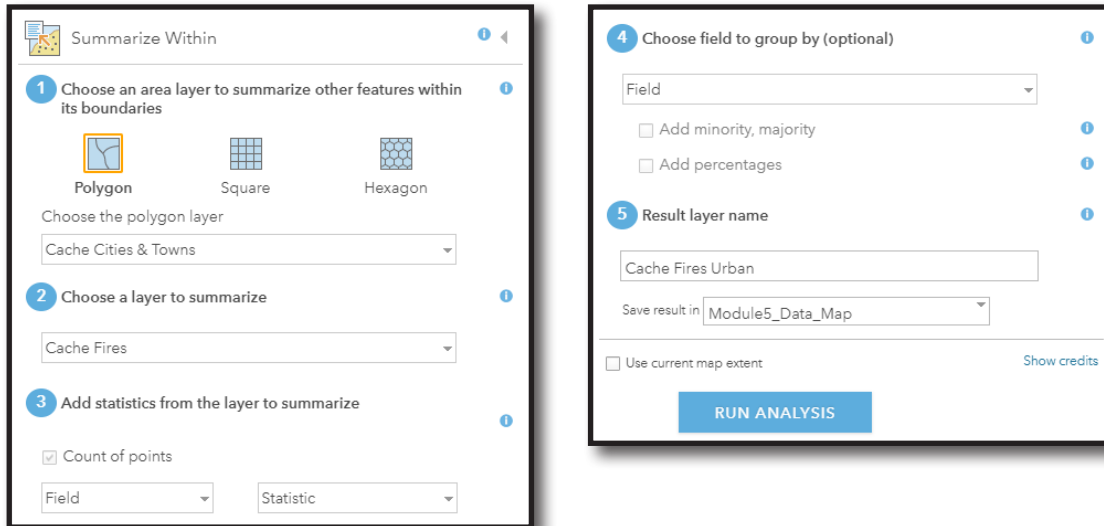 Summarize Within
1 Choose an area layer to summarize other features within
its boundaries
Polygon Square Hexagon
Choose the polygon layer
Cache Cities & Towns
2 Choose a layer to summarize
Cache Fires
3 Add statistics from the layer to summarize
Count of points
Field Statistic
4 Choose field to group by (optional)
Field
Add minority, majority
Add percentages
5 Result layer name
Cache Fires Urban
Save result in Module5_Data_Map
Use current map extent Show credits
RUN ANALYSIS